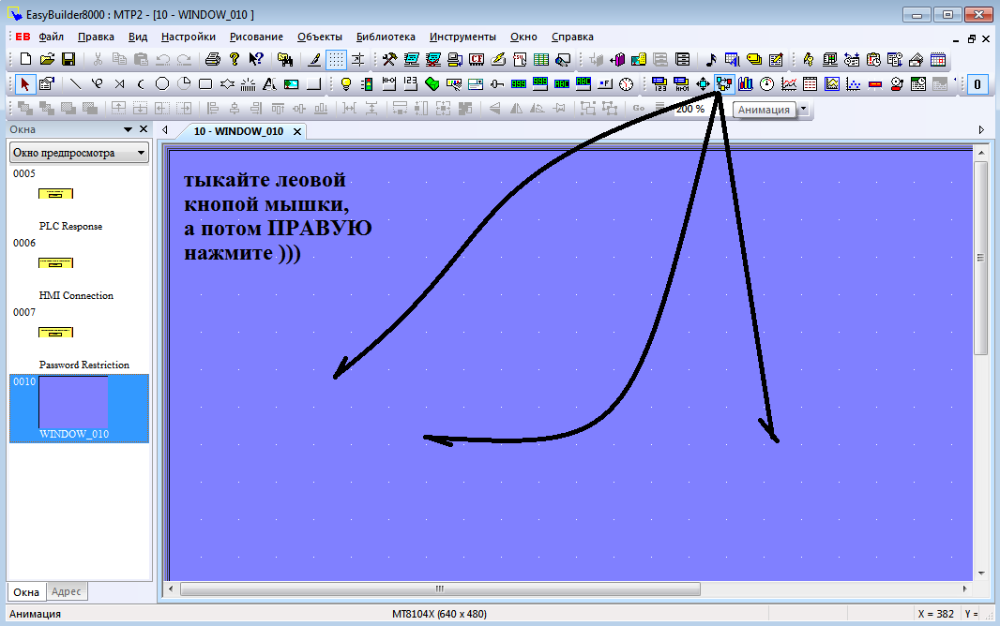 EasyBuilder8000 : MTP2 - [10 - WINDOW_010 ]
EB Файл Правка Вид Настройки Рисование Объекты Библиотека Инструменты Окно Справка
0
200 %
Анимация
Окна
10 - WINDOW_010
Окно предпросмотра
0005
PLC Response
0006
HMI Connection
0007
Password Restriction
0010
WINDOW_010
тыкайте леовой
кнопой мышки,
а потом ПРАВУЮ
нажмите )))
Окна Адрес
Анимация
MT8104X (640 x 480)
X = 382 Y =